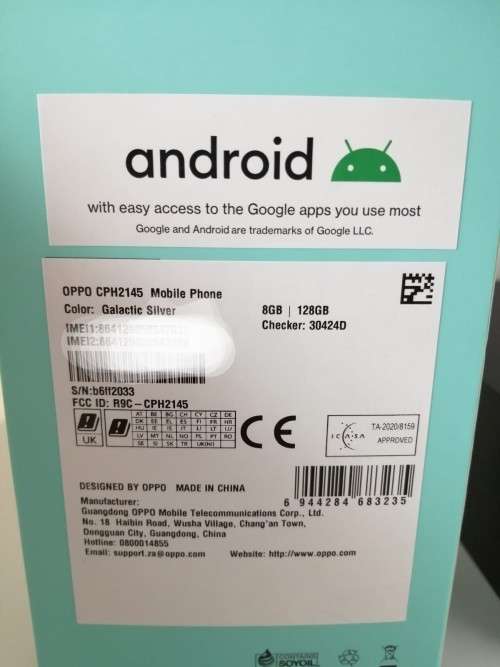 android
with easy access to the Google apps you use most
Google and Android are trademarks of Google LLC.
OPPO CPH2145 Mobile Phone
Color: Galactic Silver
8GB | 128GB
Checker: 30424D
IMEI1:
IMEI2:
S/N:b6ff2033
FCC ID: R9C-CPH2145
UK
AT BE BG CH CY CZ DE
DK EE EL ES FI FR HR
HU IE IS IT LI LT LU
LV MT NL NO PL PT RO
SE SI SK TR UK(NI)
CE
ICASA
TA-2020/8159
APPROVED
DESIGNED BY OPPO MADE IN CHINA
6 944284 683235
Manufacturer:
Guangdong OPPO Mobile Telecommunications Corp., Ltd.
No. 18 Haibin Road, Wusha Village, Chang'an Town,
Dongguan City, Guangdong, China
Hotline: 0800014855
Email: support.za@oppo.com Website: http://www.oppo.com
CONTAINS
SOYOIL